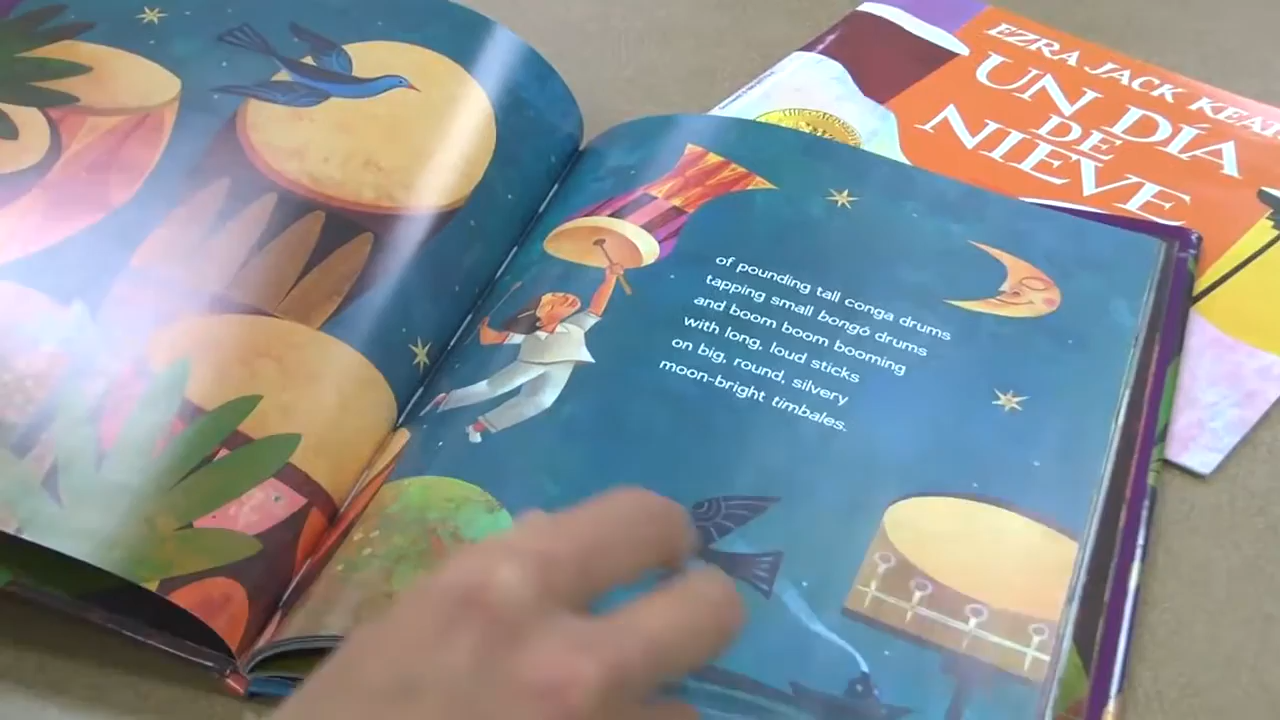 of pounding tall conga drums
tapping small bongó drums
and boom boom booming
with long, loud sticks
on big, round, silvery
moon-bright timbales.
EZRA JACK
UN DÍA
DE
NIEVE